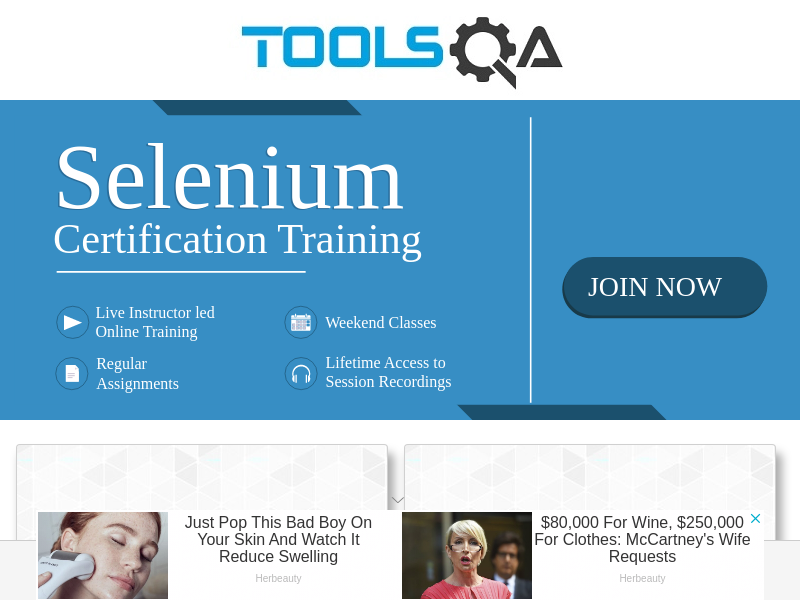 TOOLSQA
Selenium
Certification Training
JOIN NOW
Live Instructor led
Online Training
Weekend Classes
Regular
Assignments
Lifetime Access to
Session Recordings
Just Pop This Bad Boy On
Your Skin And Watch It
Reduce Swelling
Herbeauty
$80,000 For Wine, $250,000
For Clothes: McCartney's Wife
Requests
Herbeauty